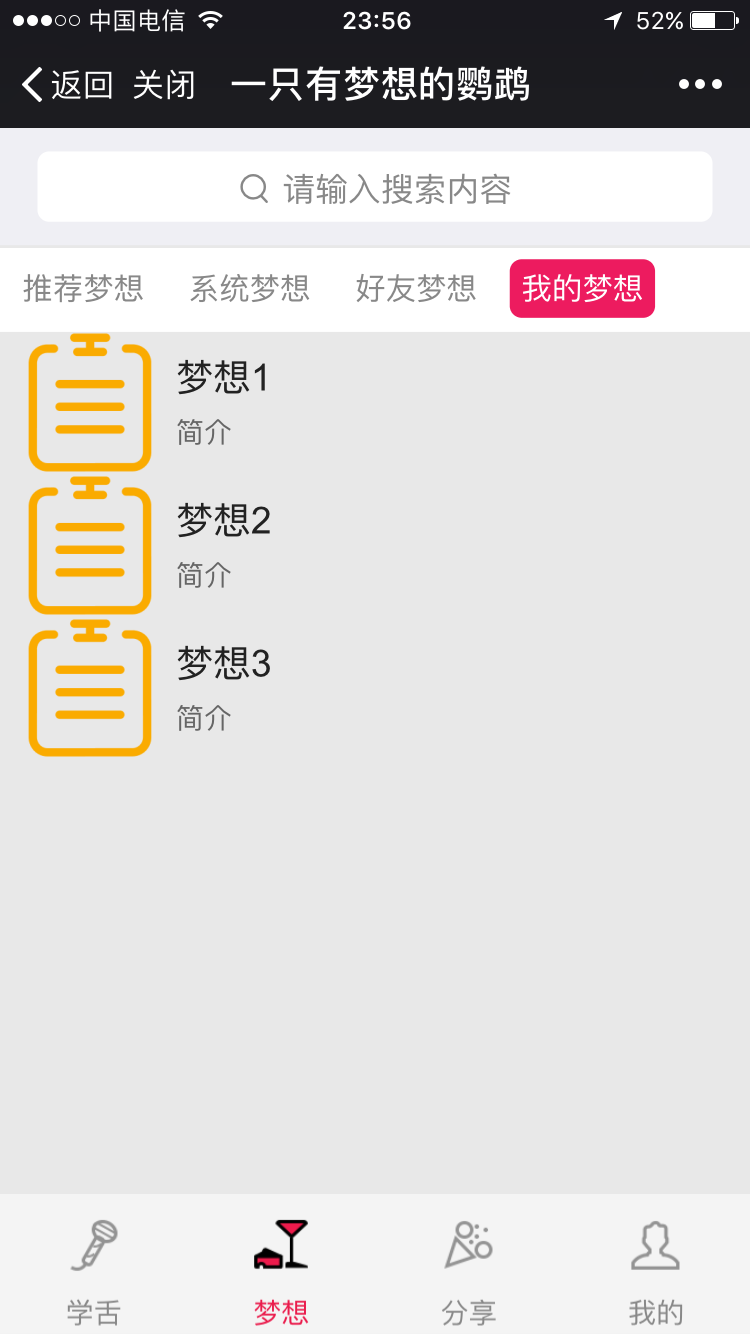 中国电信 23:56 52%
返回 关闭 一只有梦想的鹦鹉
请输入搜索内容
推荐梦想 系统梦想 好友梦想 我的梦想
梦想1
简介
梦想2
简介
梦想3
简介
学舌 梦想 分享 我的